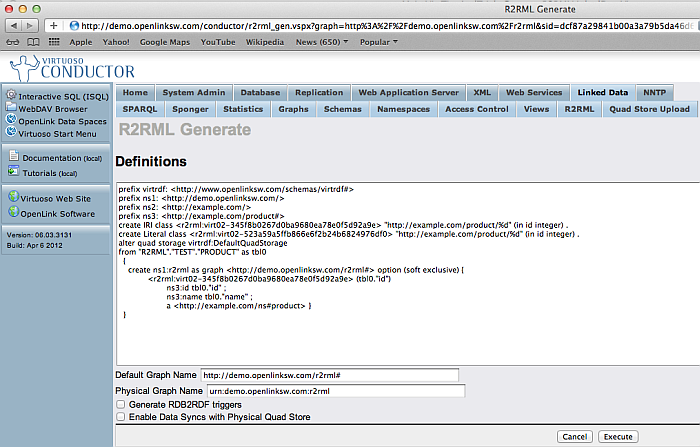 R2RML Generate
http://demo.openlinksw.com/conductor/r2rml_gen.vspx?graph=http%3A%2F%2Fdemo.openlinksw.com%2Fr2rml&sid=dcf87a29841b00a3a79b5da46d6
Apple Yahoo! Google Maps YouTube Wikipedia News (650) Popular
VIRTUOSO
CONDUCTOR
Interactive SQL (ISQL)
WebDAV Browser
OpenLink Data Spaces
Virtuoso Start Menu
Documentation (local)
Tutorials (local)
Virtuoso Web Site
OpenLink Software
Version: 06.03.3131
Build: Apr 6 2012
Home System Admin Database Replication Web Application Server XML Web Services Linked Data NNTP
SPARQL Sponger Statistics Graphs Schemas Namespaces Access Control Views R2RML Quad Store Upload
R2RML Generate
Definitions
prefix virtrdf: <http://www.openlinksw.com/schemas/virtrdf#>
prefix ns1: <http://demo.openlinksw.com/>
prefix ns2: <http://example.com/>
prefix ns3: <http://example.com/product#>
create IRI class <r2rml:virt02-345f8b0267d0ba9680ea78e0f5d92a9e> "http://example.com/product/%d" (in id integer) .
create Literal class <r2rml:virt02-523a59a5ffb866e6f2b24b6824976df0> "http://example.com/product/%d" (in id integer) .
alter quad storage virtrdf:DefaultQuadStorage
from "R2RML"."TEST"."PRODUCT" as tbl0
{
create ns1:r2rml as graph <http://demo.openlinksw.com/r2rml#> option (soft exclusive) {
<r2rml:virt02-345f8b0267d0ba9680ea78e0f5d92a9e> (tbl0."id")
ns3:id tbl0."id" ;
ns3:name tbl0."name" ;
a <http://example.com/ns#product> }
}
Default Graph Name http://demo.openlinksw.com/r2rml#
Physical Graph Name urn:demo.openlinksw.com:r2rml
Generate RDB2RDF triggers
Enable Data Syncs with Physical Quad Store
Cancel Execute